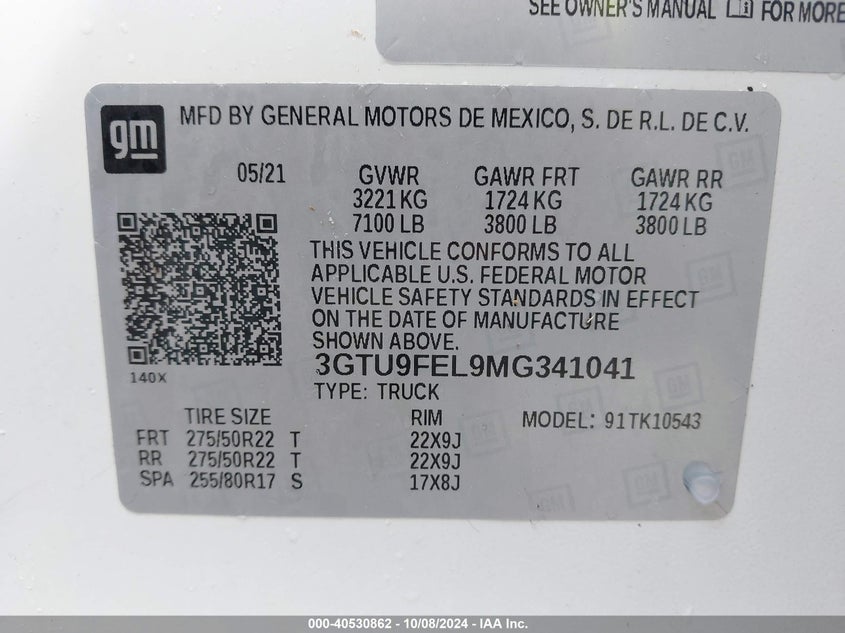 SEE OWNER'S MANUAL FOR MORE
gm
MFD BY GENERAL MOTORS DE MEXICO, S. DE R.L. DE C.V.
05/21 GVWR GAWR FRT GAWR RR
3221 KG 1724 KG 1724 KG
7100 LB 3800 LB 3800 LB
THIS VEHICLE CONFORMS TO ALL
APPLICABLE U.S. FEDERAL MOTOR
VEHICLE SAFETY STANDARDS IN EFFECT
ON THE DATE OF MANUFACTURE
SHOWN ABOVE.
140X
3GTU9FEL9MG341041
TYPE: TRUCK
TIRE SIZE RIM MODEL: 91TK10543
FRT 275/50R22 T 22X9J
RR 275/50R22 T 22X9J
SPA 255/80R17 S 17X8J
000-40530862 - 10/08/2024 - IAA Inc.